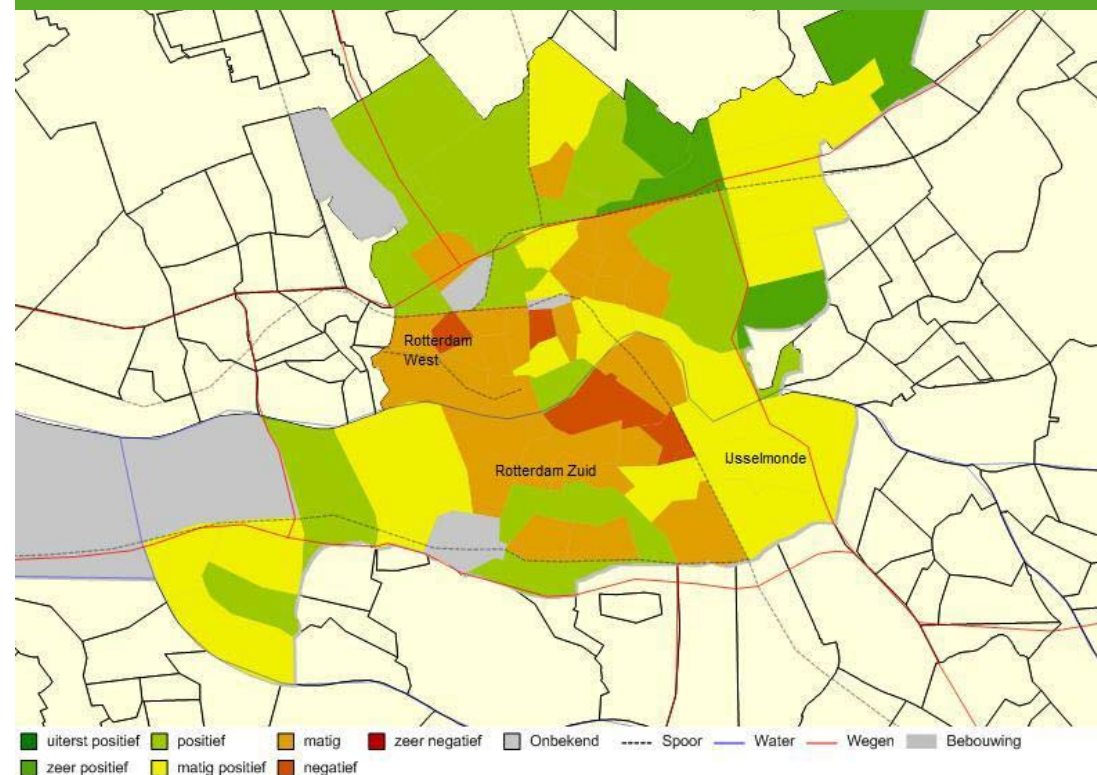 Rotterdam
West
Rotterdam Zuid
IJsselmonde
uiterst positief positief matig zeer negatief Onbekend Spoor Water Wegen Bebouwing
zeer positief matig positief negatief